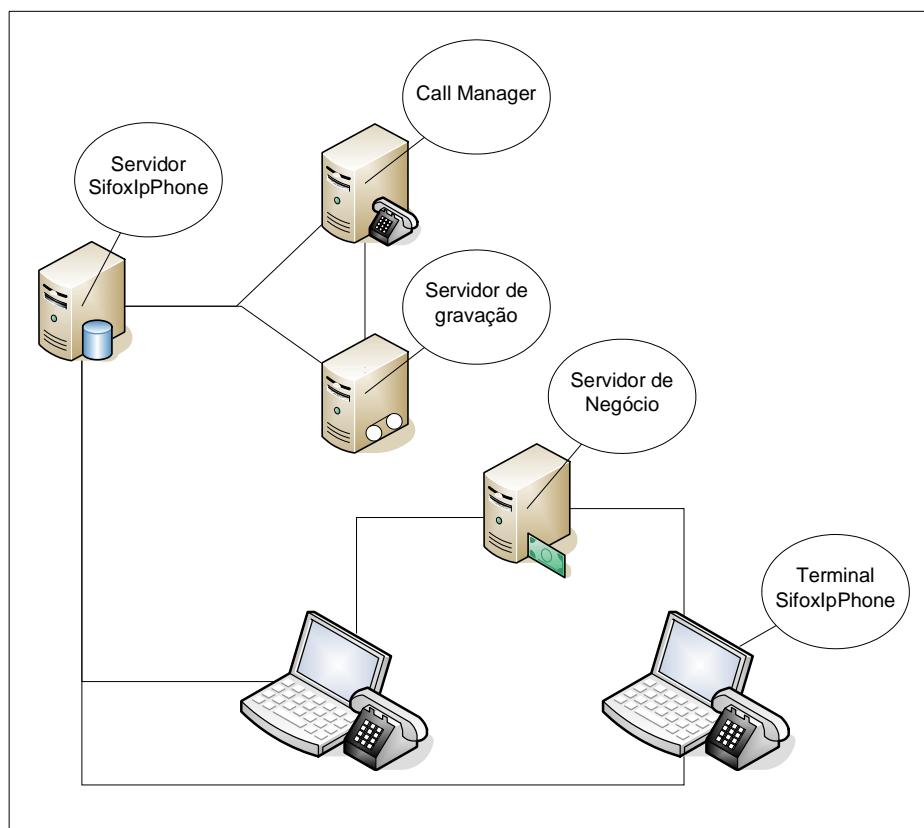 Call Manager
Servidor
SifoxIpPhone
Servidor de
gravação
Servidor de
Negócio
Terminal
SifoxIpPhone